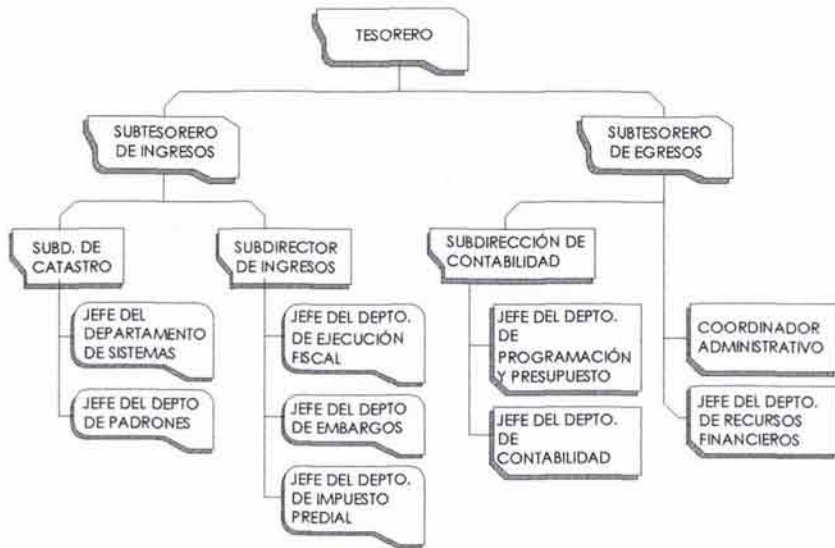 TESORERO
SUBTESORERO
DE INGRESOS
SUBTESORERO
DE EGRESOS
SUBD. DE
CATASTRO
SUBDIRECTOR
DE INGRESOS
SUBDIRECCIÓN DE
CONTABILIDAD
JEFE DEL
DEPARTAMENTO
DE SISTEMAS
JEFE DEL DEPTO
DE PADRONES
JEFE DEL DEPTO.
DE EJECUCIÓN
FISCAL
JEFE DEL DEPTO
DE EMBARGOS
JEFE DEL DEPTO.
DE IMPUESTO
PREDIAL
JEFE DEL DEPTO.
DE
PROGRAMACIÓN
Y PRESUPUESTO
JEFE DEL DEPTO.
DE
CONTABILIDAD
COORDINADOR
ADMINISTRATIVO
JEFE DEL DEPTO.
DE RECURSOS
FINANCIEROS